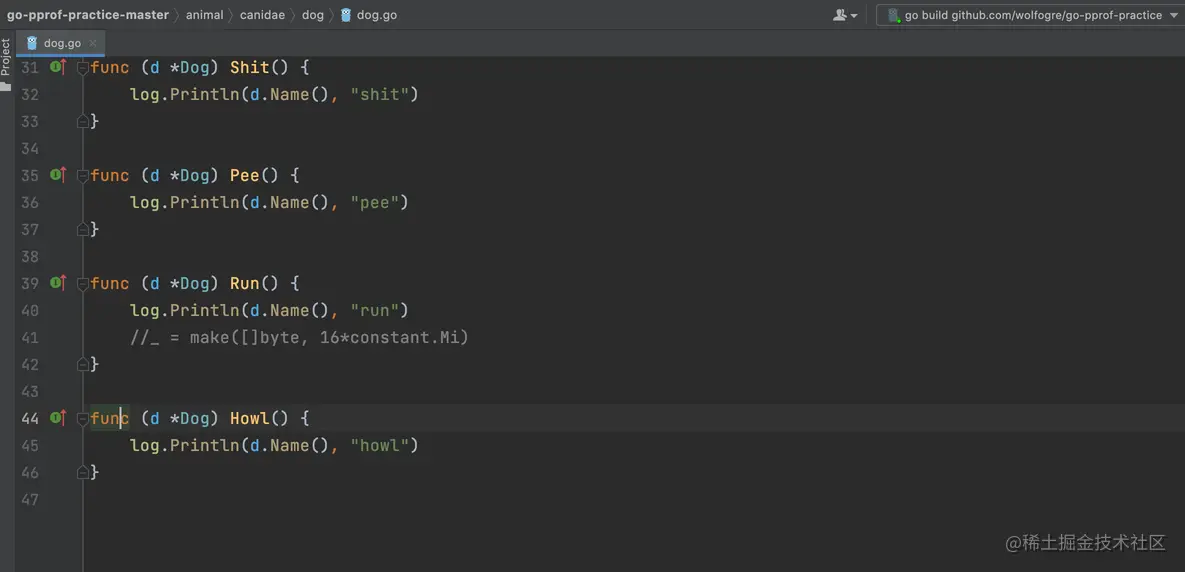 go-pprof-practice-master 〉 animal 〉 canidae 〉 dog 〉 dog.go
go build github.com/wolfogre/go-pprof-practice
Project
dog.go ×
31 func (d *Dog) Shit() {
32     log.Println(d.Name(), "shit")
33 }
34
35 func (d *Dog) Pee() {
36     log.Println(d.Name(), "pee")
37 }
38
39 func (d *Dog) Run() {
40     log.Println(d.Name(), "run")
41     //_ = make([]byte, 16*constant.Mi)
42 }
43
44 func (d *Dog) Howl() {
45     log.Println(d.Name(), "howl")
46 }
47
@稀土掘金技术社区